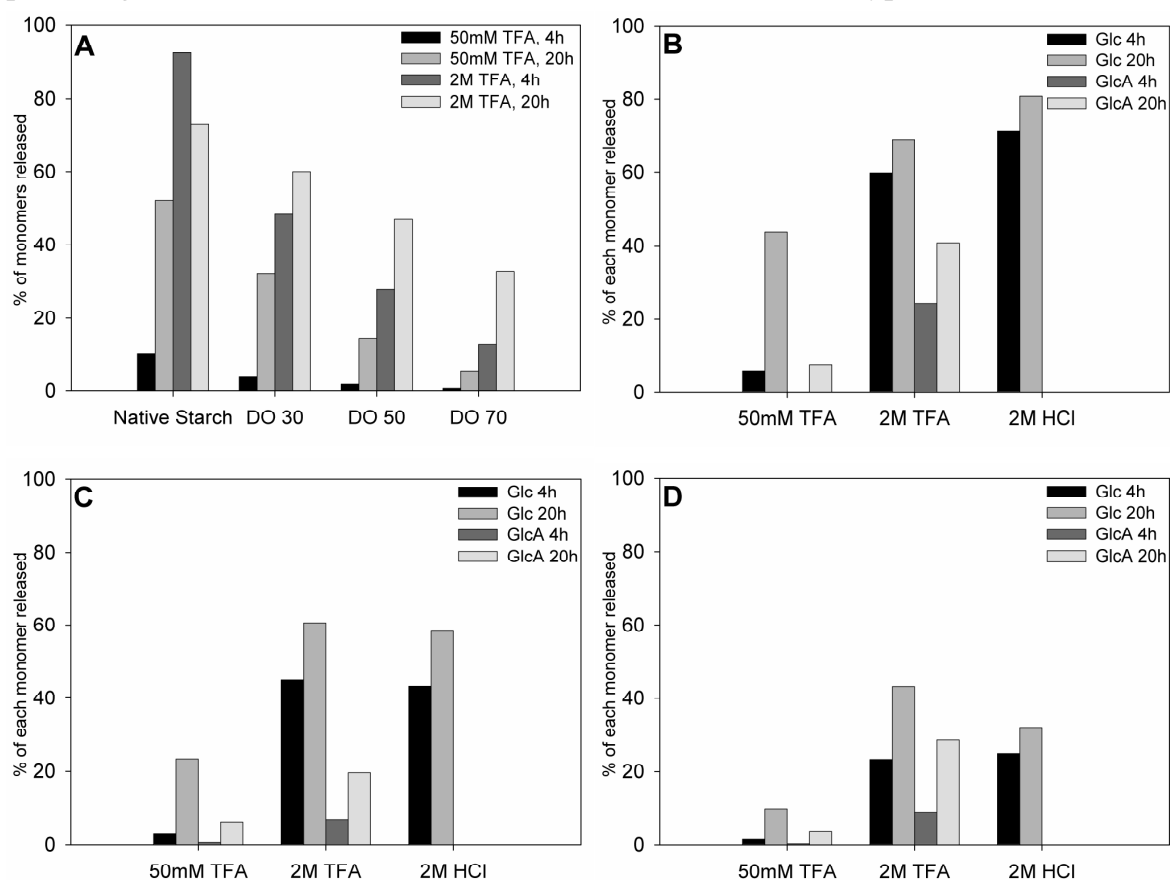 A
50mM TFA, 4h
50mM TFA, 20h
2M TFA, 4h
2M TFA, 20h
% of monomers released
100
80
60
40
20
0
Native Starch DO 30 DO 50 DO 70
B
Glc 4h
Glc 20h
GlcA 4h
GlcA 20h
% of each monomer released
100
80
60
40
20
0
50mM TFA 2M TFA 2M HCl
C
Glc 4h
Glc 20h
GlcA 4h
GlcA 20h
% of each monomer released
100
80
60
40
20
0
50mM TFA 2M TFA 2M HCl
D
Glc 4h
Glc 20h
GlcA 4h
GlcA 20h
% of each monomer released
100
80
60
40
20
0
50mM TFA 2M TFA 2M HCl